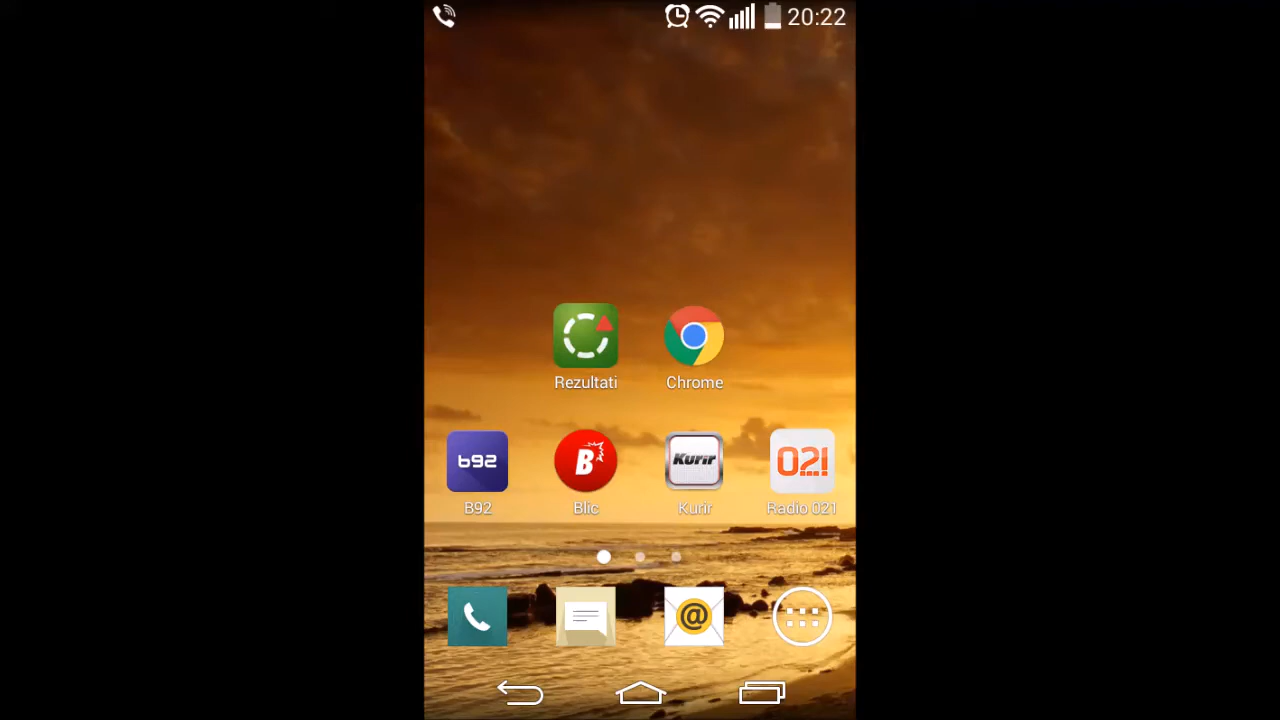 20:22
Rezultati
Chrome
b92
B
Kurir
021
B92
Blic
Kurir
Radio 021
@